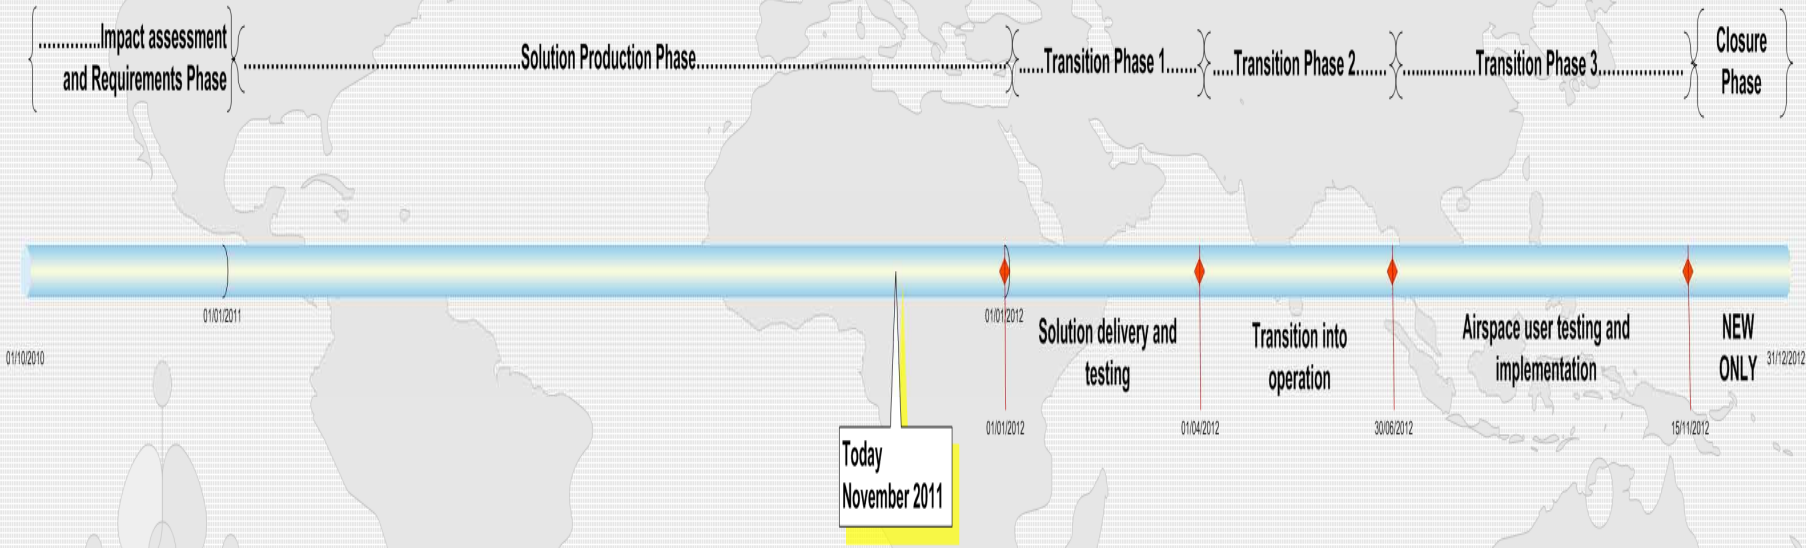 .............Impact assessment
and Requirements Phase
Solution Production Phase
Transition Phase 1
Transition Phase 2
Transition Phase 3
Closure
Phase
01/01/2011
01/01/2012
01/10/2010
31/12/2012
Solution delivery and
testing
Transition into
operation
Airspace user testing and
implementation
NEW
ONLY
01/01/2012
01/04/2012
30/06/2012
15/11/2012
Today
November 2011